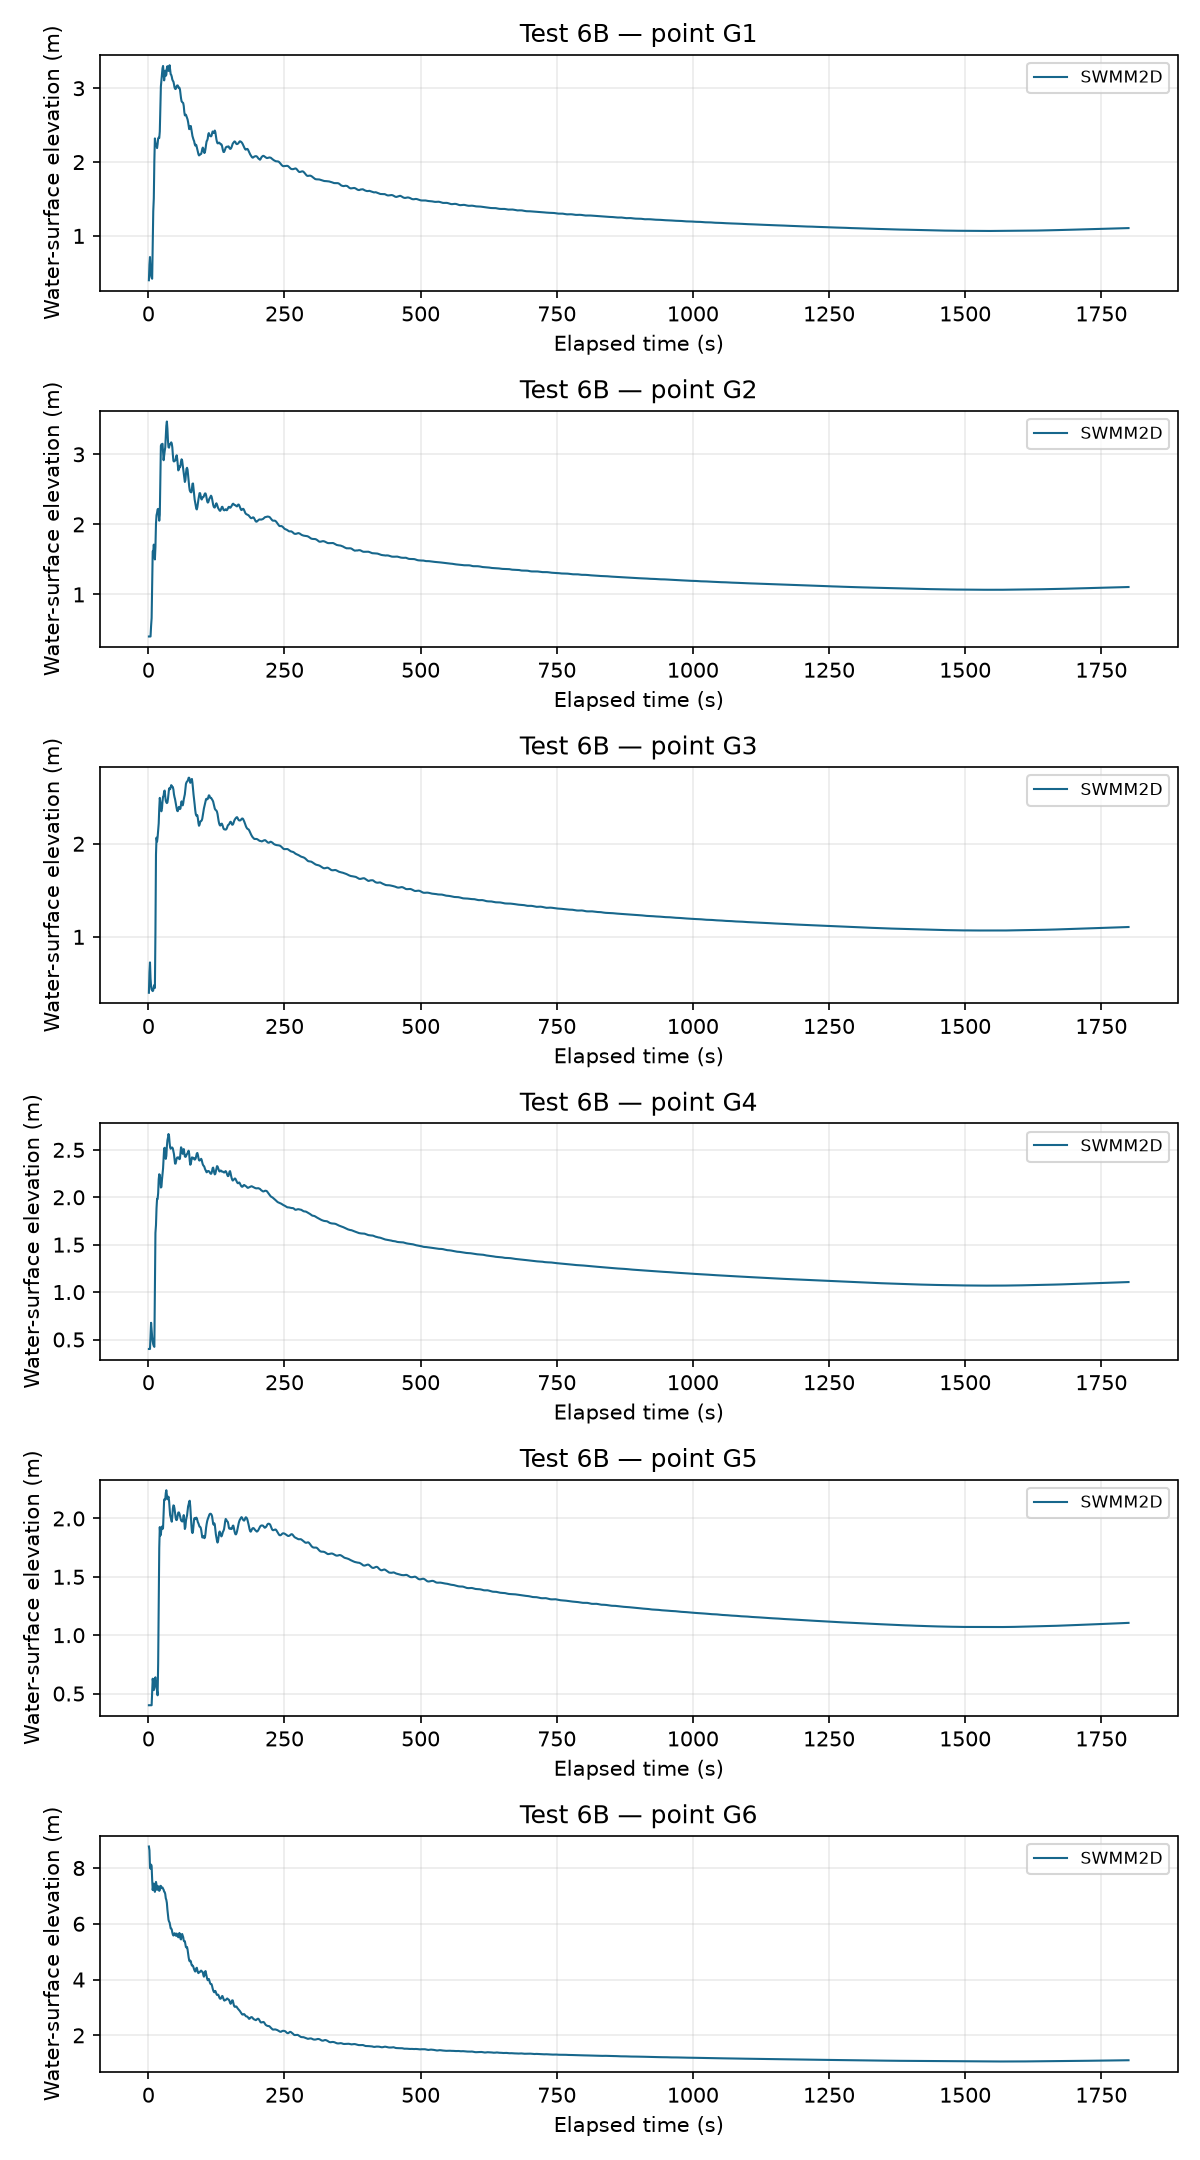 Test 6B — point G1
Water-surface elevation (m)
3
2
1
SWMM2D
0 250 500 750 1000 1250 1500 1750
Elapsed time (s)
Test 6B — point G2
Water-surface elevation (m)
3
2
1
SWMM2D
0 250 500 750 1000 1250 1500 1750
Elapsed time (s)
Test 6B — point G3
Water-surface elevation (m)
2
1
SWMM2D
0 250 500 750 1000 1250 1500 1750
Elapsed time (s)
Test 6B — point G4
Water-surface elevation (m)
2.5
2.0
1.5
1.0
0.5
SWMM2D
0 250 500 750 1000 1250 1500 1750
Elapsed time (s)
Test 6B — point G5
Water-surface elevation (m)
2.0
1.5
1.0
0.5
SWMM2D
0 250 500 750 1000 1250 1500 1750
Elapsed time (s)
Test 6B — point G6
Water-surface elevation (m)
8
6
4
2
SWMM2D
0 250 500 750 1000 1250 1500 1750
Elapsed time (s)